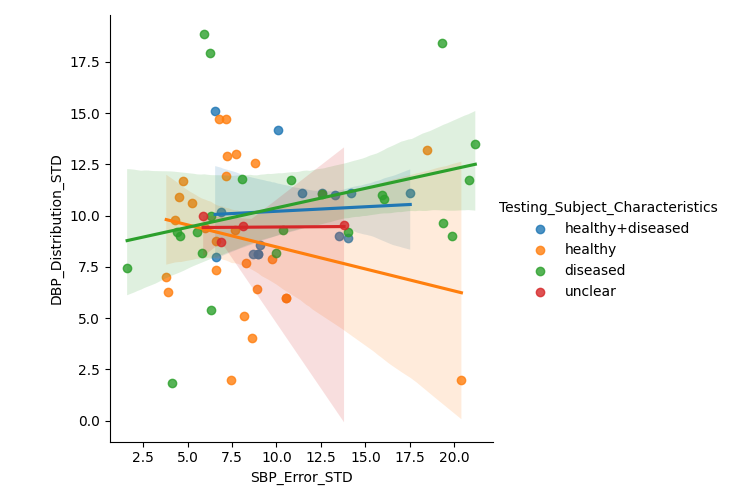 17.5
15.0
12.5
10.0
7.5
5.0
2.5
0.0
DBP_Distribution_STD
2.5 5.0 7.5 10.0 12.5 15.0 17.5 20.0
SBP_Error_STD
Testing_Subject_Characteristics
healthy+diseased
healthy
diseased
unclear